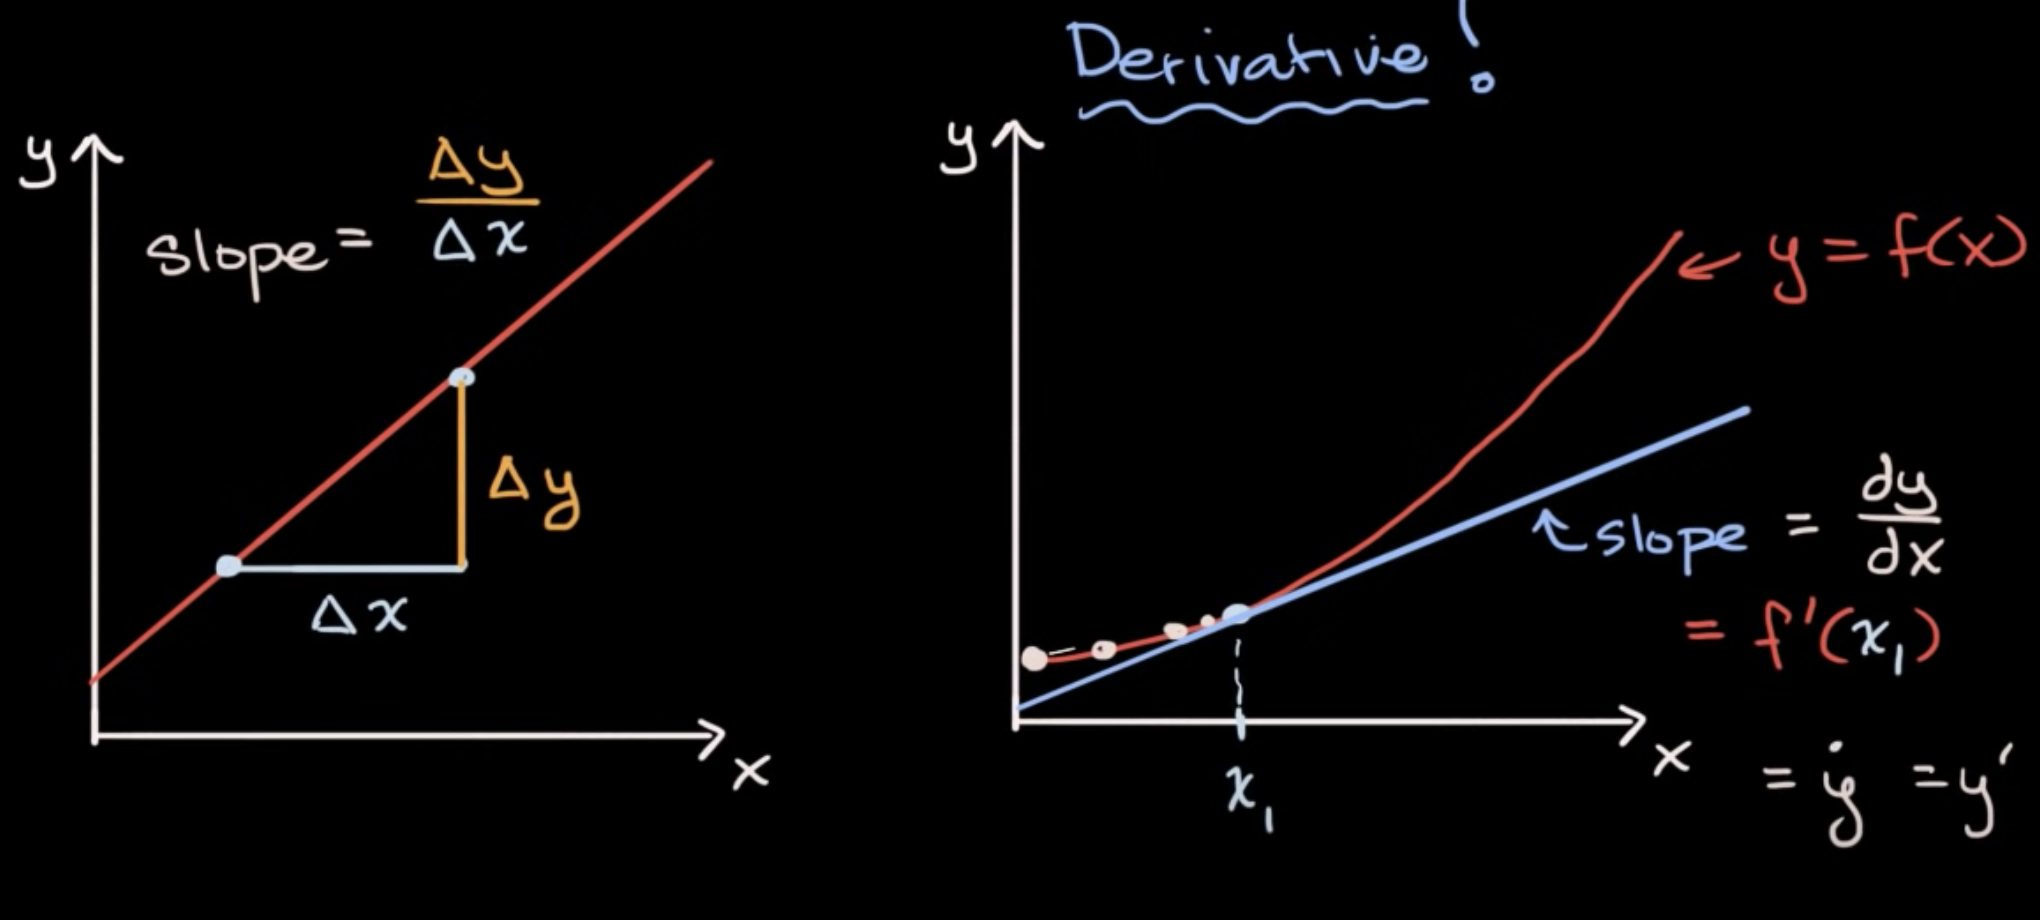 y
slope = Δy/Δx
Δy
Δx
x
Derivative!
y
y = f(x)
slope = dy/dx
= f'(x₁)
x
= ẏ = y'
x₁